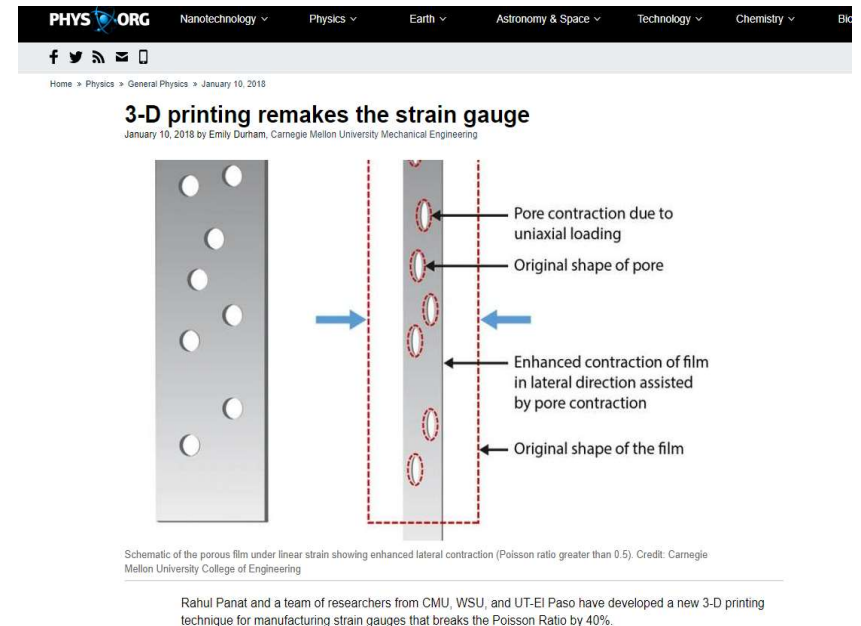 PHYS ORG Nanotechnology Physics Earth Astronomy & Space Technology Chemistry
Home » Physics » General Physics » January 10, 2018
3-D printing remakes the strain gauge
January 10, 2018 by Emily Durham, Carnegie Mellon University Mechanical Engineering
Pore contraction due to
uniaxial loading
Original shape of pore
Enhanced contraction of film
in lateral direction assisted
by pore contraction
Original shape of the film
Schematic of the porous film under linear strain showing enhanced lateral contraction (Poisson ratio greater than 0.5). Credit: Carnegie
Mellon University College of Engineering
Rahul Panat and a team of researchers from CMU, WSU, and UT-El Paso have developed a new 3-D printing
technique for manufacturing strain gauges that breaks the Poisson Ratio by 40%.